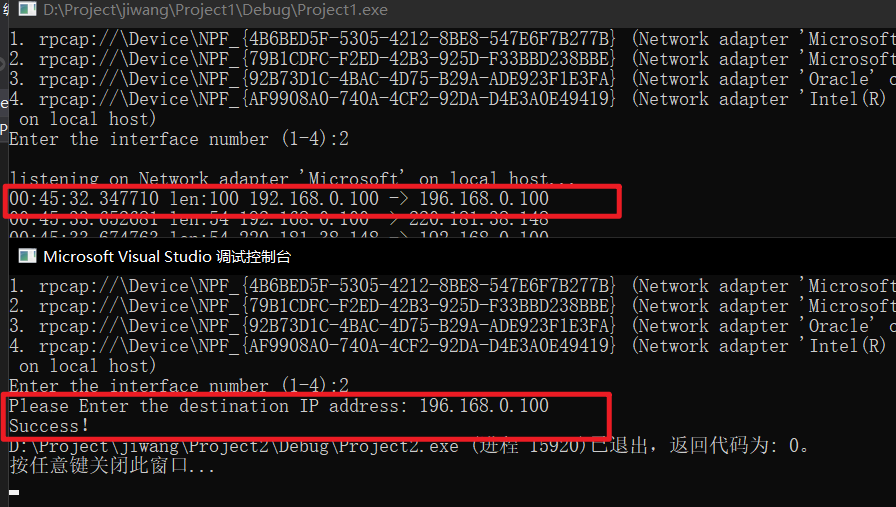 D:\Project\jiwang\Project1\Debug\Project1.exe
1. rpcap://\Device\NPF_{4B6BED5F-5305-4212-8BE8-547E6F7B277B} (Network adapter 'Microsoft
2. rpcap://\Device\NPF_{79B1CDFC-F2ED-42B3-925D-F33BBD238BBE} (Network adapter 'Microsoft
3. rpcap://\Device\NPF_{92B73D1C-4BAC-4D75-B29A-ADE923F1E3FA} (Network adapter 'Oracle' o
4. rpcap://\Device\NPF_{AF9908A0-740A-4CF2-92DA-D4E3A0E49419} (Network adapter 'Intel(R)
on local host)
Enter the interface number (1-4):2
listening on Network adapter 'Microsoft' on local host...
00:45:32.347710 len:100 192.168.0.100 -> 196.168.0.100
00:45:33.652681 len:54 192.168.0.100 -> 220.181.38.148
00:45:33.674763 len:54 220.181.38.148 -> 192.168.0.100
Microsoft Visual Studio 调试控制台
1. rpcap://\Device\NPF_{4B6BED5F-5305-4212-8BE8-547E6F7B277B} (Network adapter 'Microsoft
2. rpcap://\Device\NPF_{79B1CDFC-F2ED-42B3-925D-F33BBD238BBE} (Network adapter 'Microsoft
3. rpcap://\Device\NPF_{92B73D1C-4BAC-4D75-B29A-ADE923F1E3FA} (Network adapter 'Oracle' o
4. rpcap://\Device\NPF_{AF9908A0-740A-4CF2-92DA-D4E3A0E49419} (Network adapter 'Intel(R)
on local host)
Enter the interface number (1-4):2
Please Enter the destination IP address: 196.168.0.100
Success!
D:\Project\jiwang\Project2\Debug\Project2.exe (进程 15920)已退出，返回代码为: 0。
按任意键关闭此窗口...